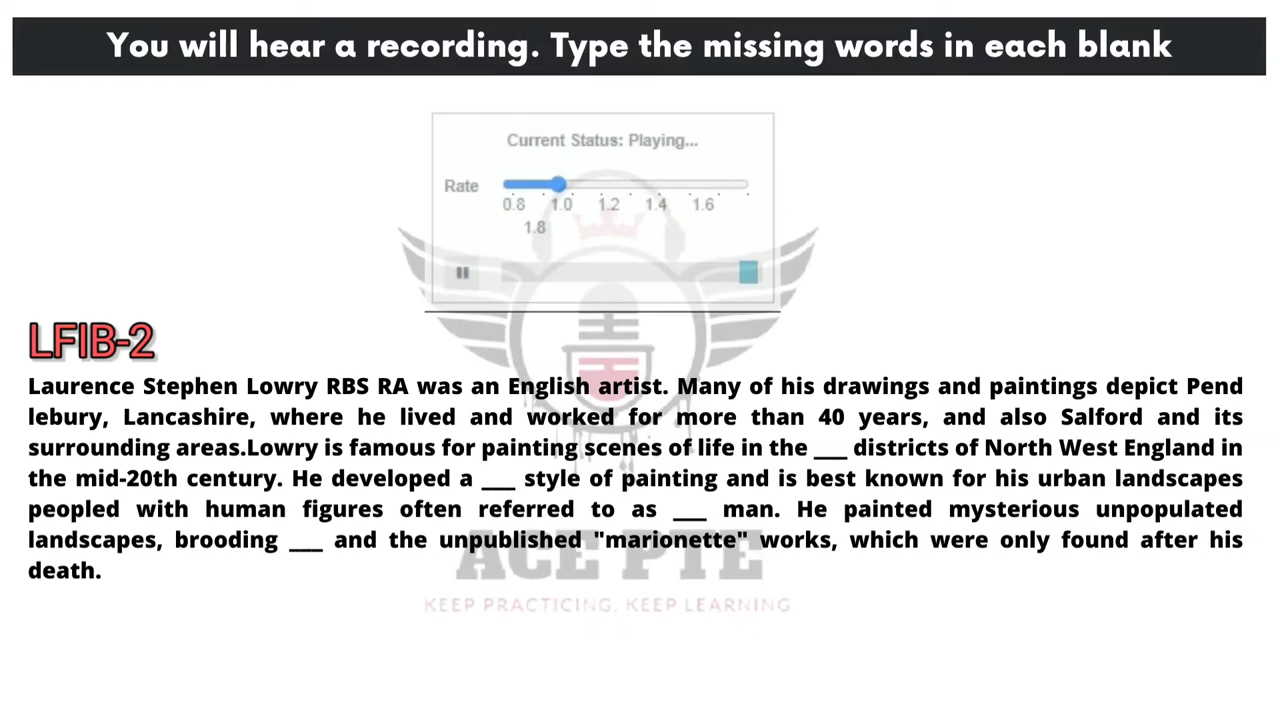 You will hear a recording. Type the missing words in each blank
Current Status: Playing...
Rate
0.8 1.0 1.2 1.4 1.6
1.8
LFIB-2
Laurence Stephen Lowry RBS RA was an English artist. Many of his drawings and paintings depict Pend
lebury, Lancashire, where he lived and worked for more than 40 years, and also Salford and its
surrounding areas.Lowry is famous for painting scenes of life in the ___ districts of North West England in
the mid-20th century. He developed a ___ style of painting and is best known for his urban landscapes
peopled with human figures often referred to as ___ man. He painted mysterious unpopulated
landscapes, brooding ___ and the unpublished "marionette" works, which were only found after his
death.
ACE PTE
KEEP PRACTICING, KEEP LEARNING